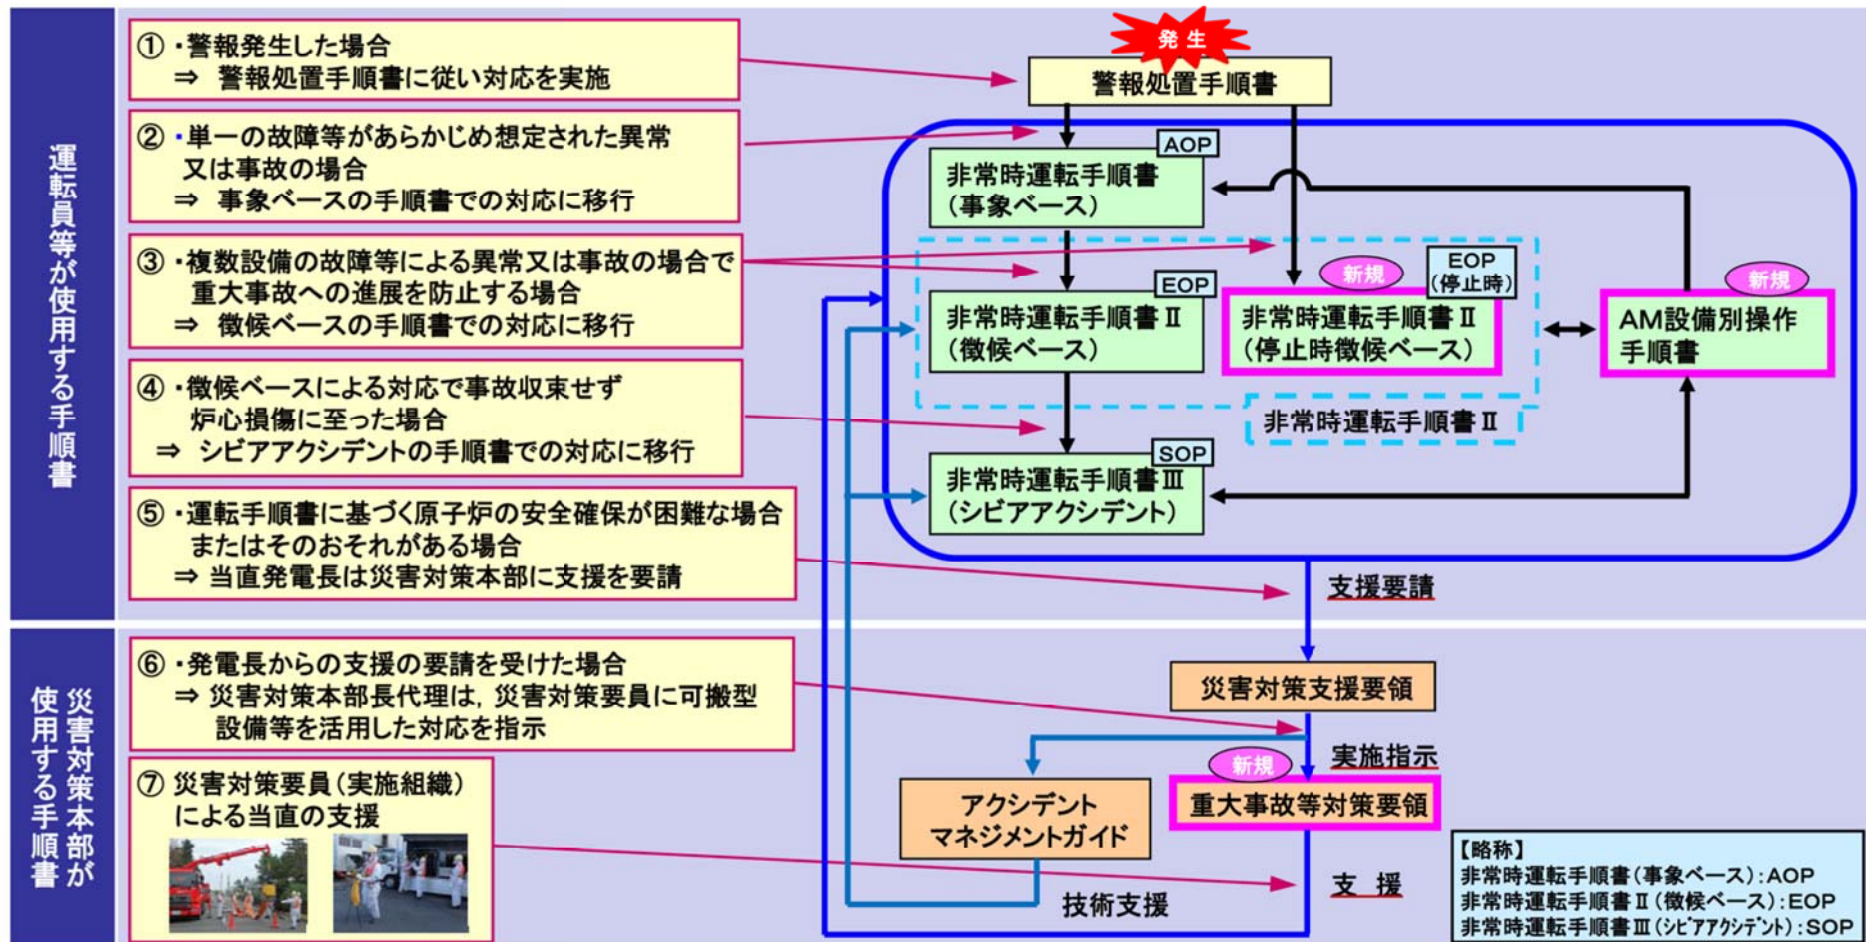 運転員等が使用する手順書
① ・警報発生した場合
⇒ 警報処置手順書に従い対応を実施
② ・単一の故障等があらかじめ想定された異常
又は事故の場合
⇒ 事象ベースの手順書での対応に移行
③ ・複数設備の故障等による異常又は事故の場合で
重大事故への進展を防止する場合
⇒ 徴候ベースの手順書での対応に移行
④ ・徴候ベースによる対応で事故収束せず
炉心損傷に至った場合
⇒ シビアアクシデントの手順書での対応に移行
⑤ ・運転手順書に基づく原子炉の安全確保が困難な場合
またはそのおそれがある場合
⇒ 当直発電長は災害対策本部に支援を要請
発生
警報処置手順書
AOP
非常時運転手順書
(事象ベース)
EOP
非常時運転手順書Ⅱ
(徴候ベース)
新規
EOP
(停止時)
非常時運転手順書Ⅱ
(停止時徴候ベース)
新規
AM設備別操作
手順書
非常時運転手順書Ⅱ
SOP
非常時運転手順書Ⅲ
(シビアアクシデント)
支援要請
災害対策本部が
使用する手順書
⑥ ・発電長からの支援の要請を受けた場合
⇒ 災害対策本部長代理は,災害対策要員に可搬型
設備等を活用した対応を指示
⑦ 災害対策要員(実施組織)
による当直の支援
災害対策支援要領
実施指示
新規
重大事故等対策要領
アクシデント
マネジメントガイド
支 援
技術支援
【略称】
非常時運転手順書(事象ベース):AOP
非常時運転手順書Ⅱ(徴候ベース):EOP
非常時運転手順書Ⅲ(シビアアクシデント):SOP